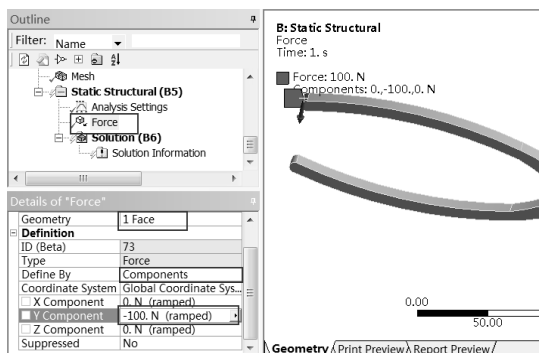 Outline
Filter: Name
Mesh
Static Structural (B5)
Analysis Settings
Force
Solution (B6)
Solution Information
Details of "Force"
Geometry 1 Face
Definition
ID (Beta) 73
Type Force
Define By Components
Coordinate System Global Coordinate Sys...
X Component 0. N (ramped)
Y Component -100. N (ramped)
Z Component 0. N (ramped)
Suppressed No
B: Static Structural
Force
Time: 1. s
Force: 100. N
Components: 0.,-100.,0. N
0.00
50.00
Geometry Print Preview Report Preview